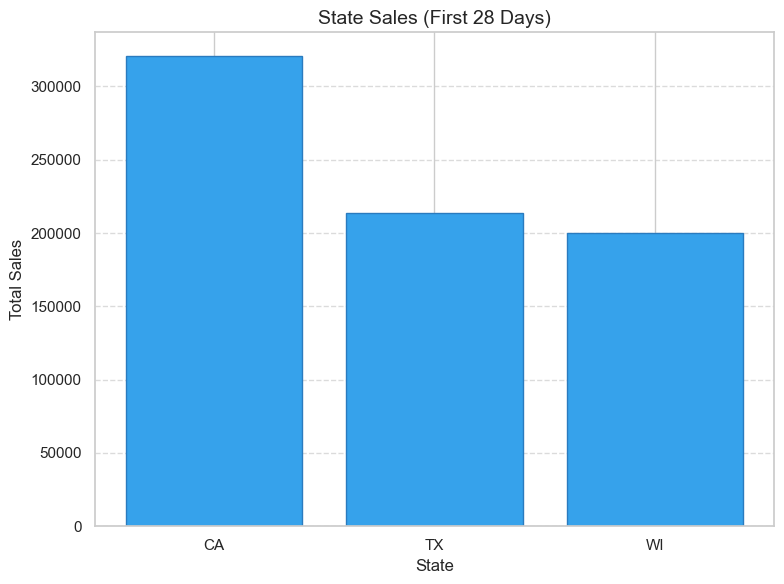 State Sales (First 28 Days)
Total Sales
300000
250000
200000
150000
100000
50000
0
CA TX WI
State